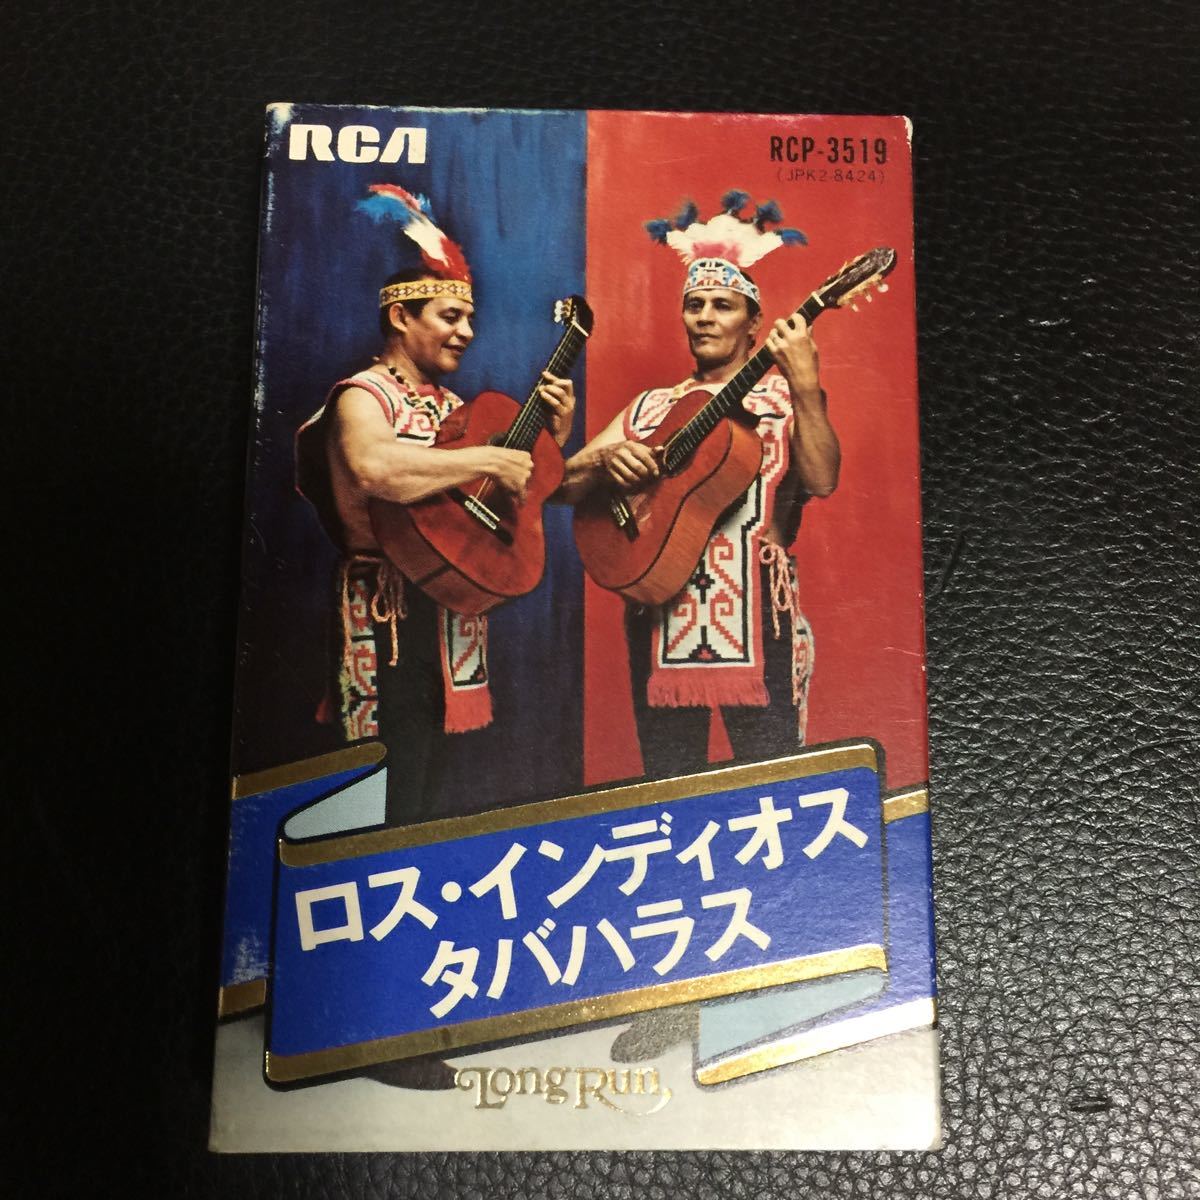 RCA
RCP-3519
(JPK2-8424)
ロス・インディオス
タバハラス
Long Run